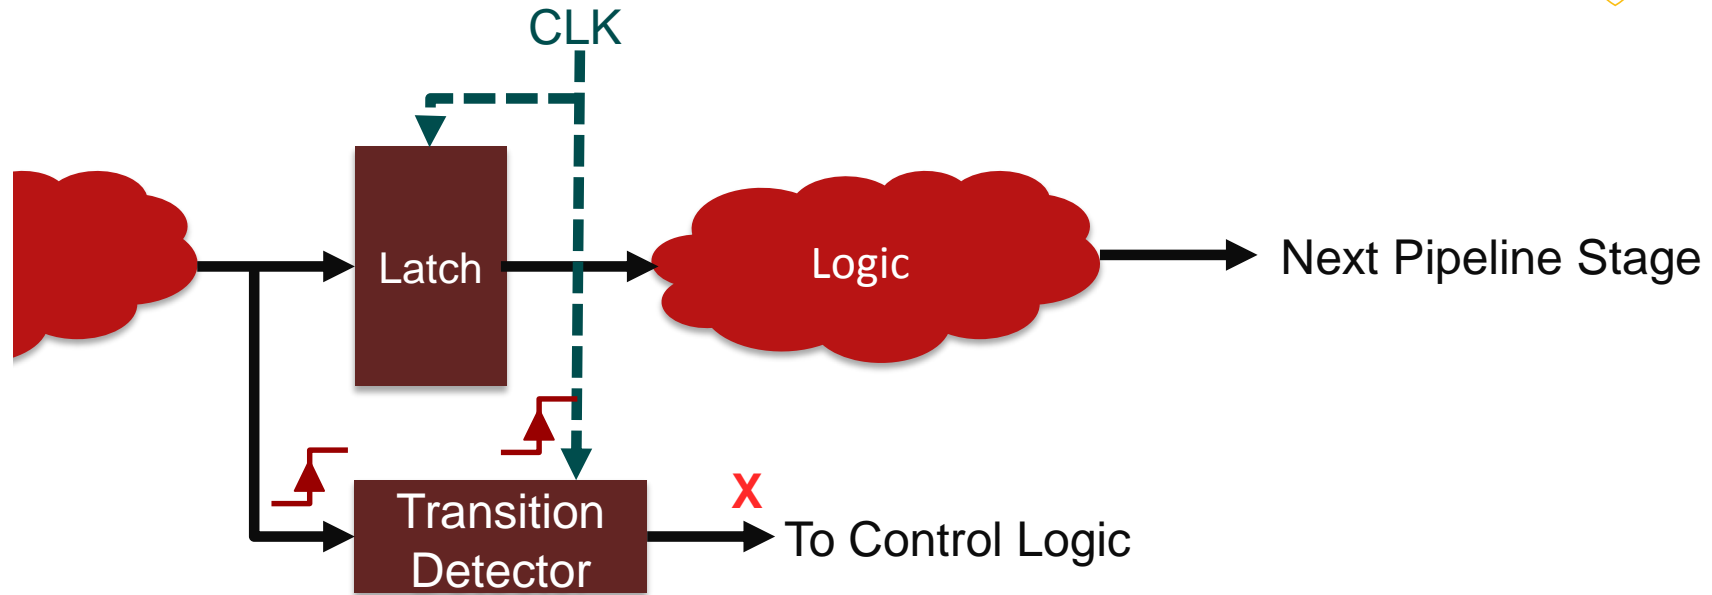 CLK
Latch
Logic
Next Pipeline Stage
X
Transition
Detector
To Control Logic